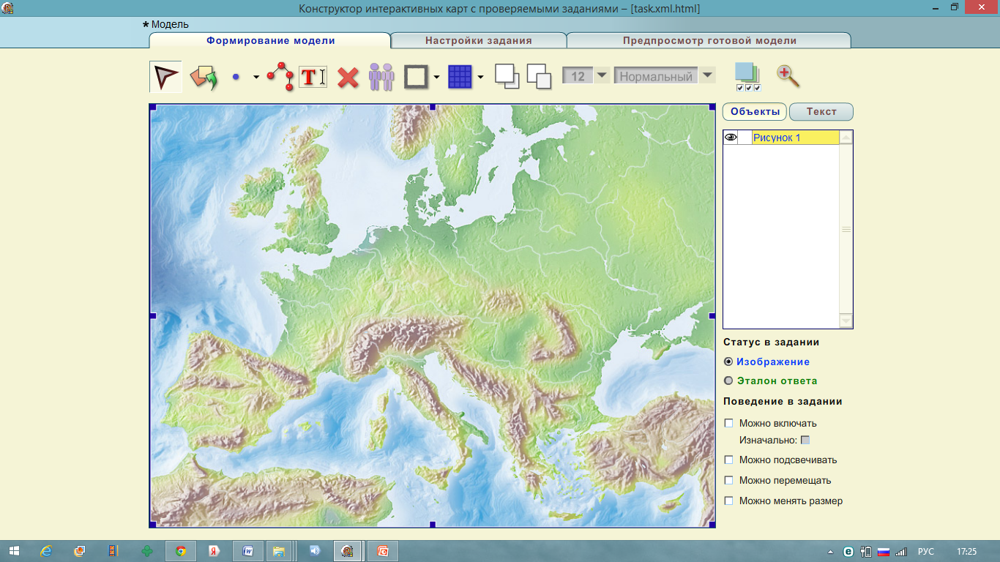 Конструктор интерактивных карт с проверяемыми заданиями – [task.xml.html]
* Модель
Формирование модели
Настройки задания
Предпросмотр готовой модели
T
12
Нормальный
Объекты
Текст
Рисунок 1
Статус в задании
Изображение
Эталон ответа
Поведение в задании
Можно включать
Изначально:
Можно подсвечивать
Можно перемещать
Можно менять размер
РУС
17:25